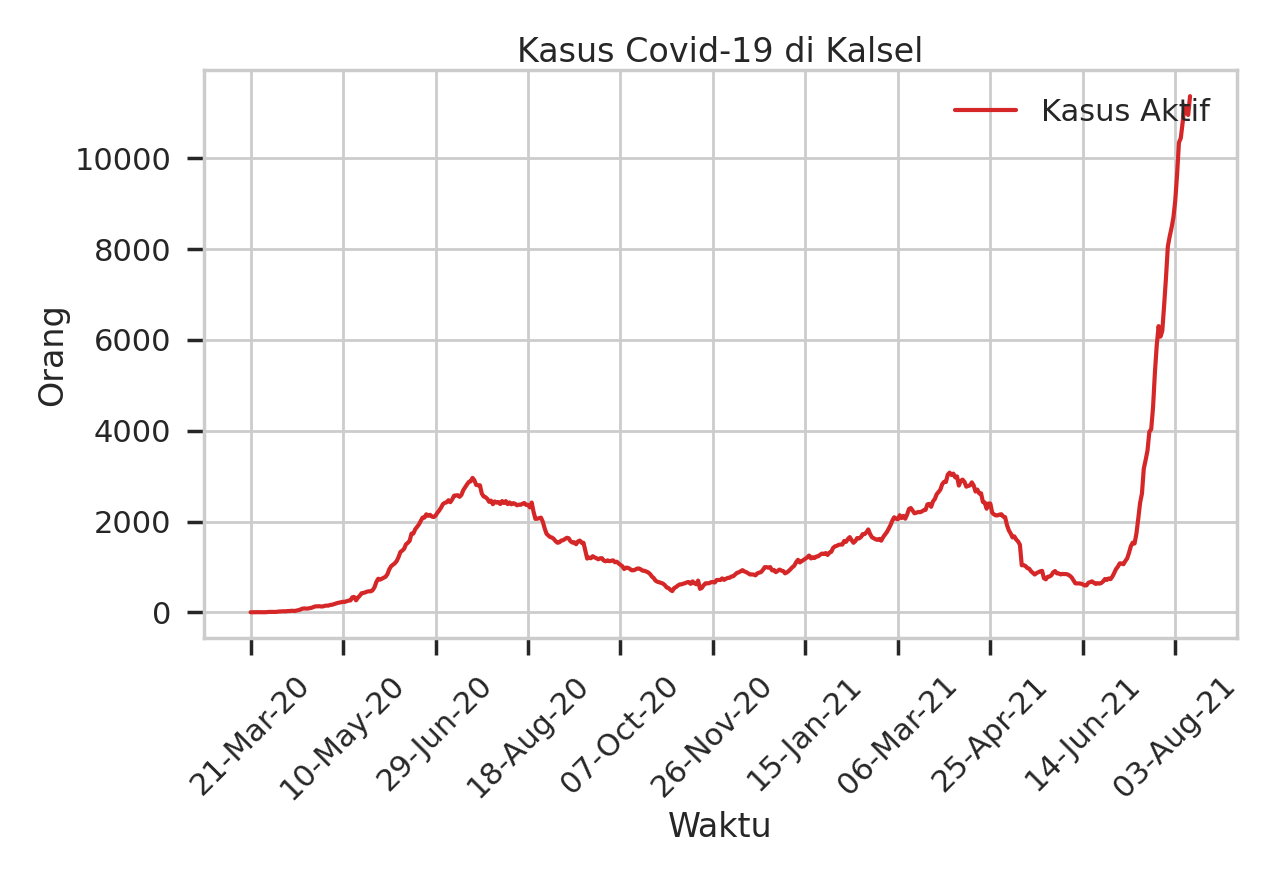 Kasus Covid-19 di Kalsel
Kasus Aktif
Orang
10000
8000
6000
4000
2000
0
21-Mar-20
10-May-20
29-Jun-20
18-Aug-20
07-Oct-20
26-Nov-20
15-Jan-21
06-Mar-21
25-Apr-21
14-Jun-21
03-Aug-21
Waktu